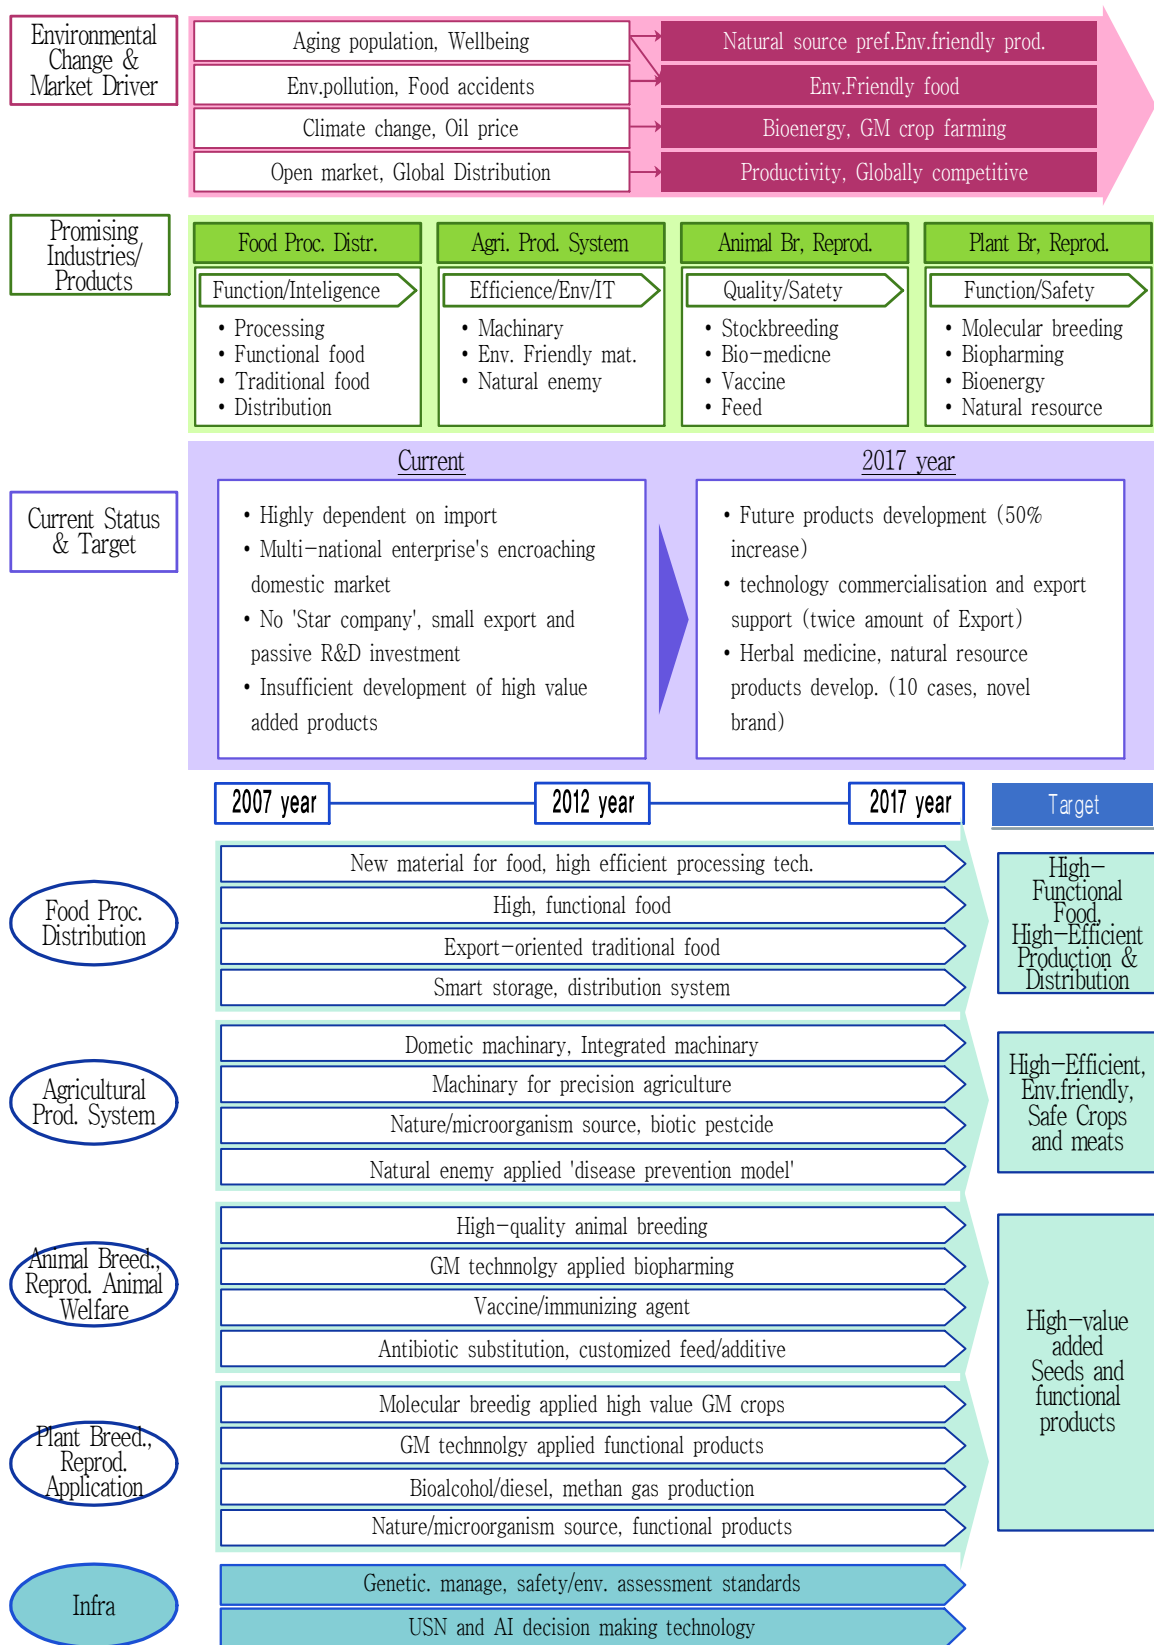 Environmental
Change &
Market Driver
Aging population, Wellbeing
Natural source pref.Env.friendly prod.
Env.pollution, Food accidents
Env.Friendly food
Climate change, Oil price
Bioenergy, GM crop farming
Open market, Global Distribution
Productivity, Globally competitive
Promising
Industries/
Products
Food Proc. Distr.
Function/Inteligence
• Processing
• Functional food
• Traditional food
• Distribution
Agri. Prod. System
Efficience/Env/IT
• Machinary
• Env. Friendly mat.
• Natural enemy
Animal Br, Reprod.
Quality/Satety
• Stockbreeding
• Bio-medicne
• Vaccine
• Feed
Plant Br, Reprod.
Function/Safety
• Molecular breeding
• Biopharming
• Bioenergy
• Natural resource
Current Status
& Target
Current
• Highly dependent on import
• Multi-national enterprise's encroaching
domestic market
• No 'Star company', small export and
passive R&D investment
• Insufficient development of high value
added products
2017 year
• Future products development (50%
increase)
• technology commercialisation and export
support (twice amount of Export)
• Herbal medicine, natural resource
products develop. (10 cases, novel
brand)
2007 year
2012 year
2017 year
Target
Food Proc.
Distribution
New material for food, high efficient processing tech.
High, functional food
Export-oriented traditional food
Smart storage, distribution system
High-
Functional
Food,
High-Efficient
Production &
Distribution
Agricultural
Prod. System
Dometic machinary, Integrated machinary
Machinary for precision agriculture
Nature/microorganism source, biotic pestcide
Natural enemy applied 'disease prevention model'
High-Efficient,
Env.friendly,
Safe Crops
and meats
Animal Breed.,
Reprod. Animal
Welfare
High-quality animal breeding
GM technnolgy applied biopharming
Vaccine/immunizing agent
Antibiotic substitution, customized feed/additive
Plant Breed.,
Reprod.
Application
Molecular breedig applied high value GM crops
GM technnolgy applied functional products
Bioalcohol/diesel, methan gas production
Nature/microorganism source, functional products
High-value
added
Seeds and
functional
products
Infra
Genetic. manage, safety/env. assessment standards
USN and AI decision making technology